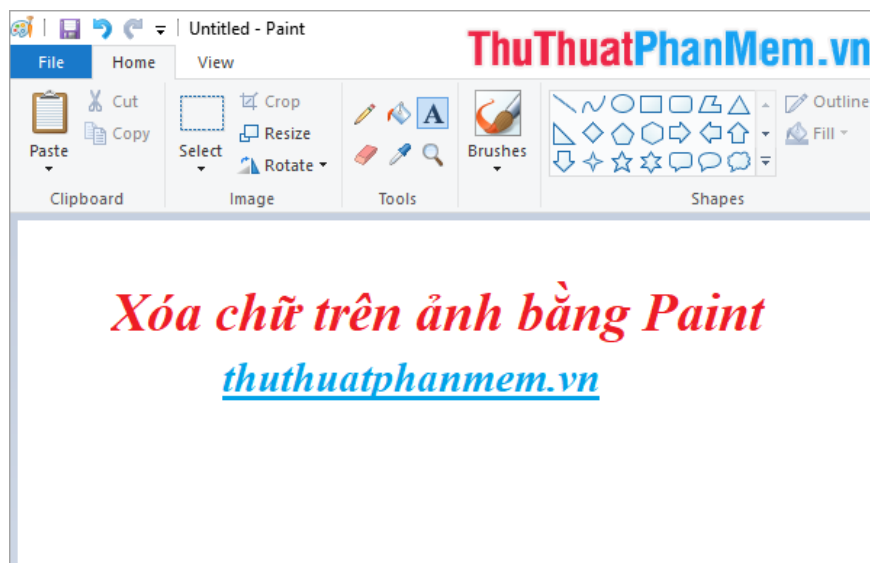 Untitled - Paint
ThuThuatPhanMem.vn
File Home View
Paste
Cut
Copy
Clipboard
Select
Crop
Resize
Rotate
Image
A
Tools
Brushes
Outline
Fill
Shapes
Xóa chữ trên ảnh bằng Paint
thuthuatphanmem.vn